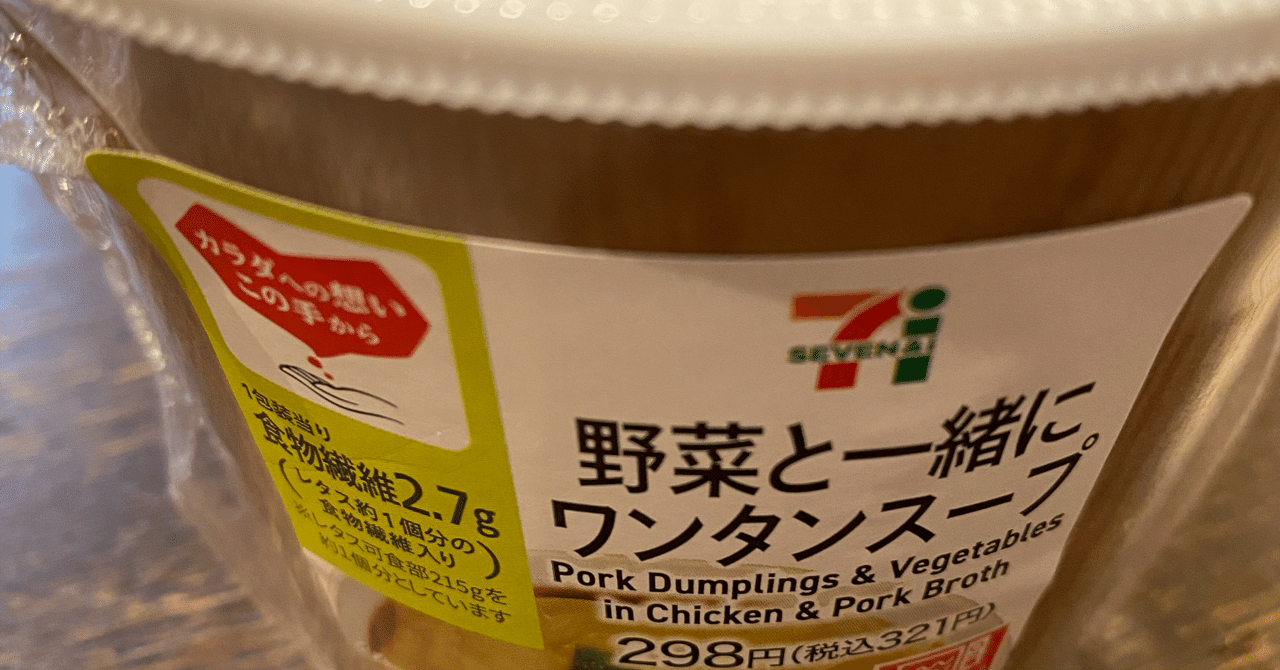 カラダへの想い
この手から
1包装当り
食物繊維2.7g
(レタス約1個分の
食物繊維入り)
※レタス可食部215gを
約1個分としています
SEVEN&i
野菜と一緒に
ワンタンスープ
Pork Dumplings & Vegetables
in Chicken & Pork Broth
298円(税込321円)